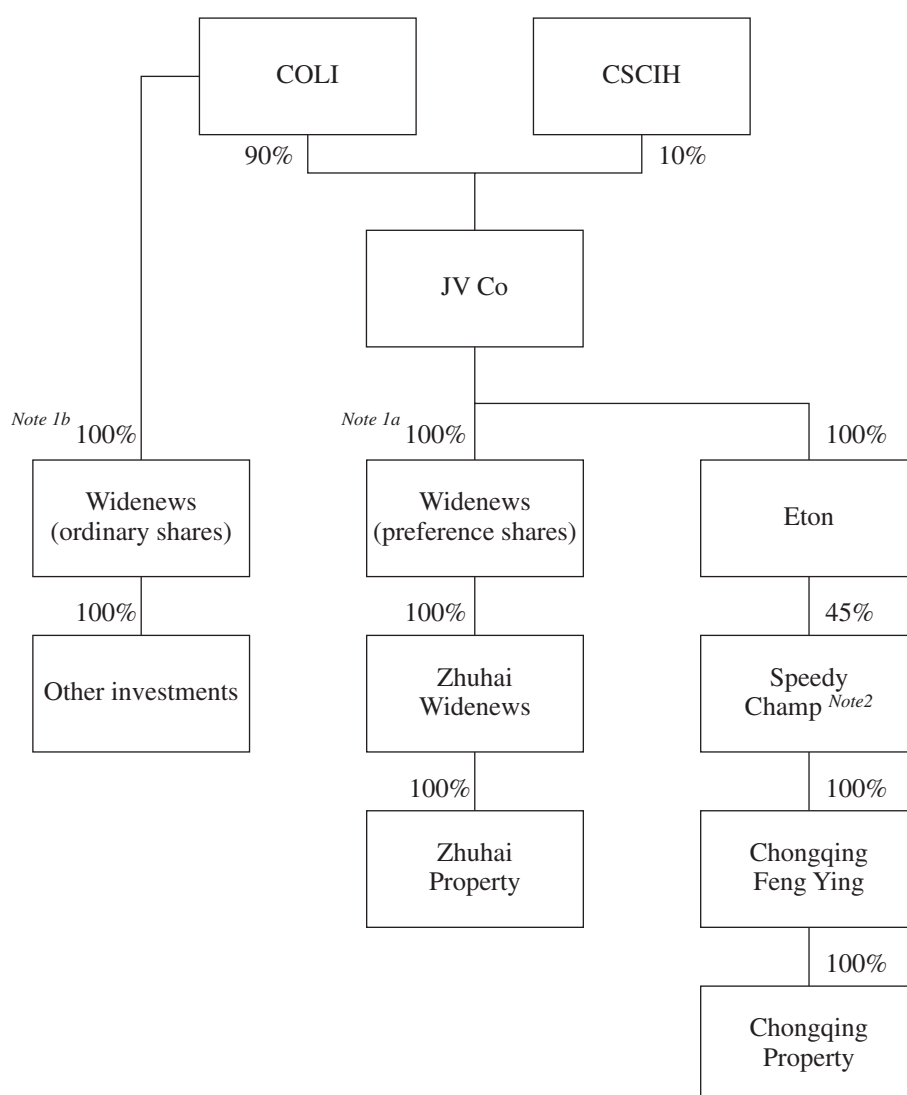 COLI
CSCIH
90%
10%
JV Co
Note 1b 100%
Note 1a 100%
100%
Widenews
(ordinary shares)
Widenews
(preference shares)
Eton
100%
100%
45%
Other investments
Zhuhai
Widenews
Speedy
Champ Note2
100%
100%
Zhuhai
Property
Chongqing
Feng Ying
100%
Chongqing
Property